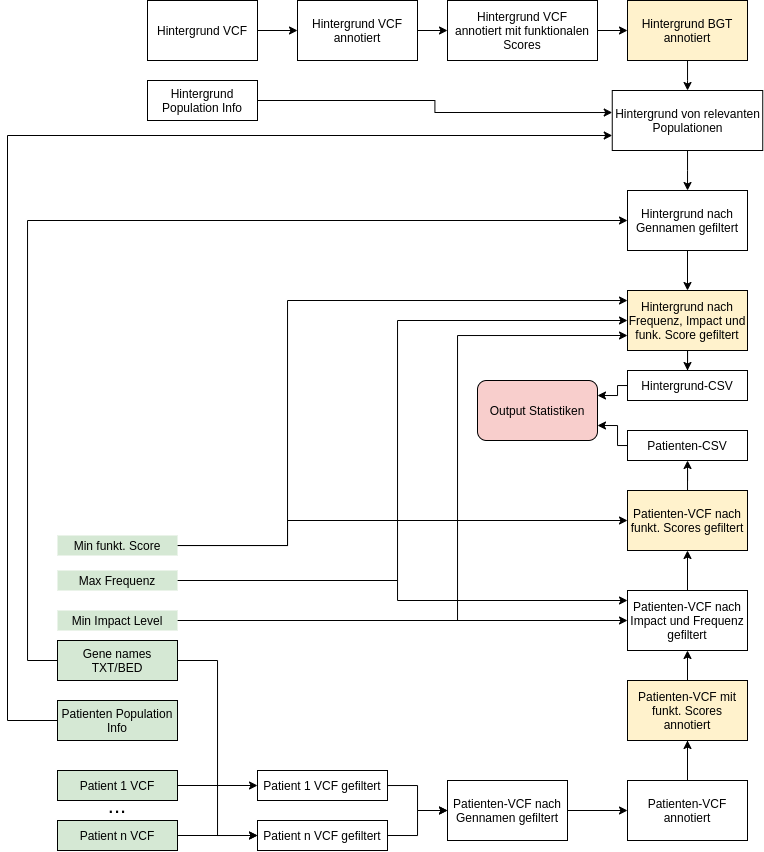 Hintergrund VCF
Hintergrund VCF
annotiert
Hintergrund VCF
annotiert mit funktionalen
Scores
Hintergrund BGT
annotiert
Hintergrund
Population Info
Hintergrund von relevanten
Populationen
Hintergrund nach
Gennamen gefiltert
Hintergrund nach
Frequenz, Impact und
funk. Score gefiltert
Hintergrund-CSV
Output Statistiken
Patienten-CSV
Patienten-VCF nach
funkt. Scores gefiltert
Min funkt. Score
Max Frequenz
Min Impact Level
Patienten-VCF nach
Impact und Frequenz
gefiltert
Gene names
TXT/BED
Patienten Population
Info
Patienten-VCF mit
funkt. Scores
annotiert
Patient 1 VCF
Patient 1 VCF gefiltert
...
Patienten-VCF nach
Gennamen gefiltert
Patienten-VCF
annotiert
Patient n VCF
Patient n VCF gefiltert